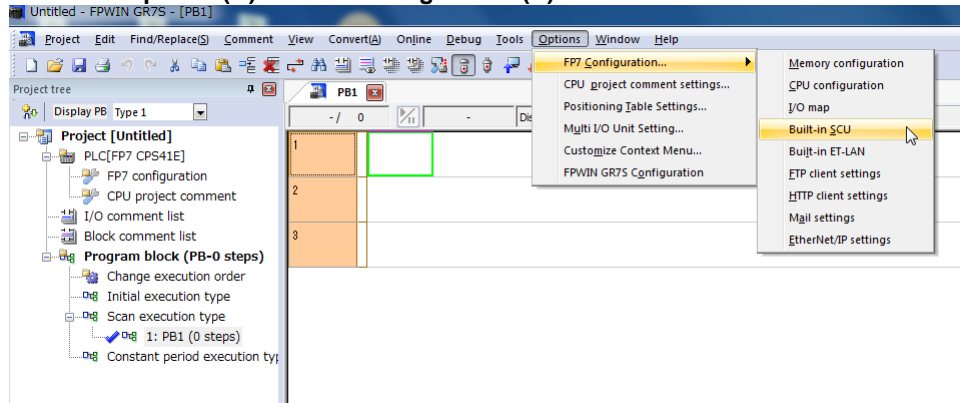 Untitled - FPWIN GR7S - [PB1]
Project Edit Find/Replace(S) Comment View Convert(A) Online Debug Tools Options Window Help
Project tree
Display PB Type 1
Project [Untitled]
PLC[FP7 CPS41E]
FP7 configuration
CPU project comment
I/O comment list
Block comment list
Program block (PB-0 steps)
Change execution order
Initial execution type
Scan execution type
1: PB1 (0 steps)
Constant period execution typ
PB1
- / 0 - Dis
1
2
3
FP7 Configuration...
CPU project comment settings...
Positioning Table Settings...
Multi I/O Unit Setting...
Customize Context Menu...
FPWIN GR7S Configuration
Memory configuration
CPU configuration
I/O map
Built-in SCU
Built-in ET-LAN
FTP client settings
HTTP client settings
Mail settings
EtherNet/IP settings